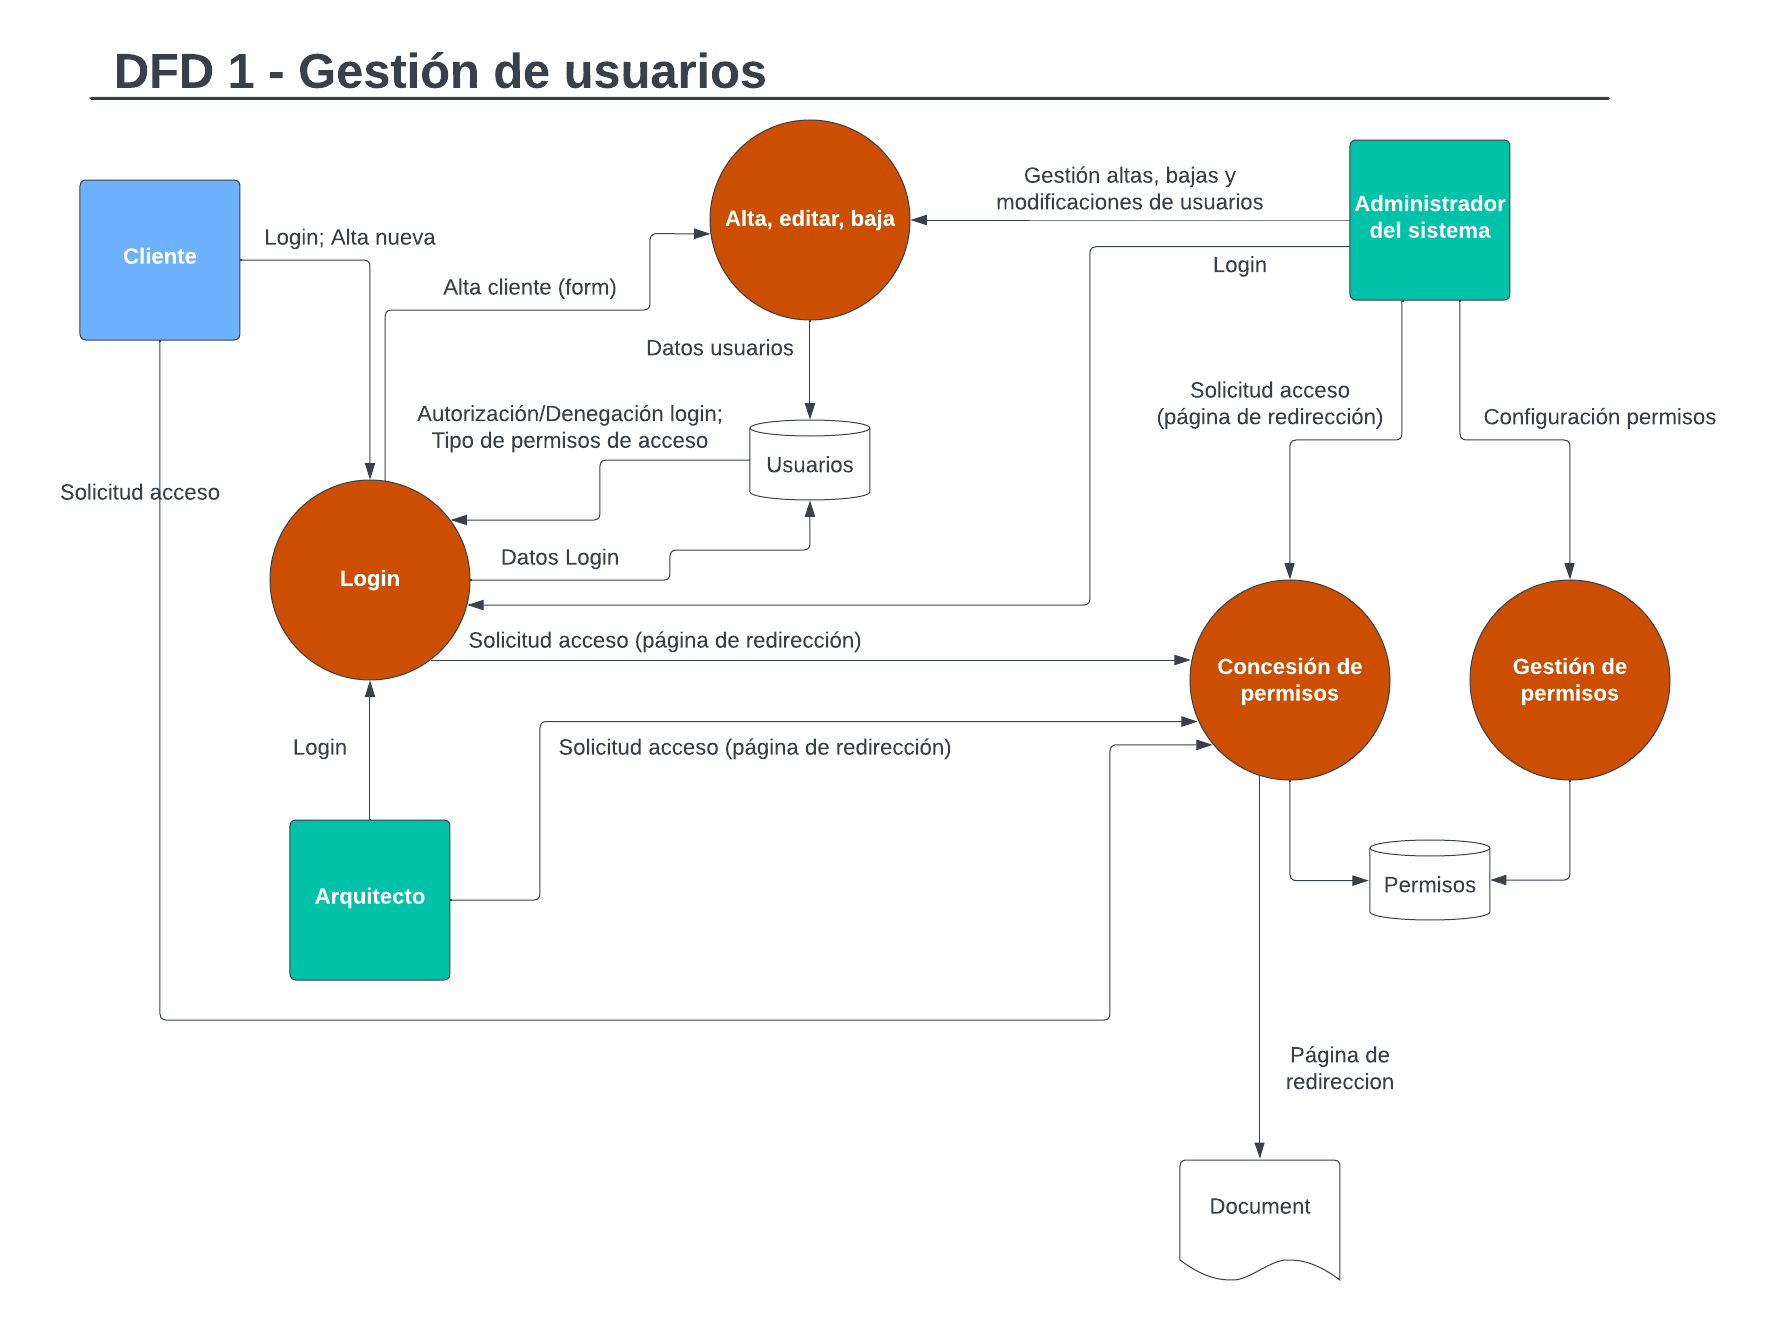 DFD 1 - Gestión de usuarios
Alta, editar, baja
Gestión altas, bajas y
modificaciones de usuarios
Administrador
del sistema
Cliente
Login; Alta nueva
Login
Alta cliente (form)
Datos usuarios
Solicitud acceso
(página de redirección)
Configuración permisos
Autorización/Denegación login;
Tipo de permisos de acceso
Usuarios
Solicitud acceso
Datos Login
Login
Solicitud acceso (página de redirección)
Concesión de
permisos
Gestión de
permisos
Login
Solicitud acceso (página de redirección)
Arquitecto
Permisos
Página de
redireccion
Document